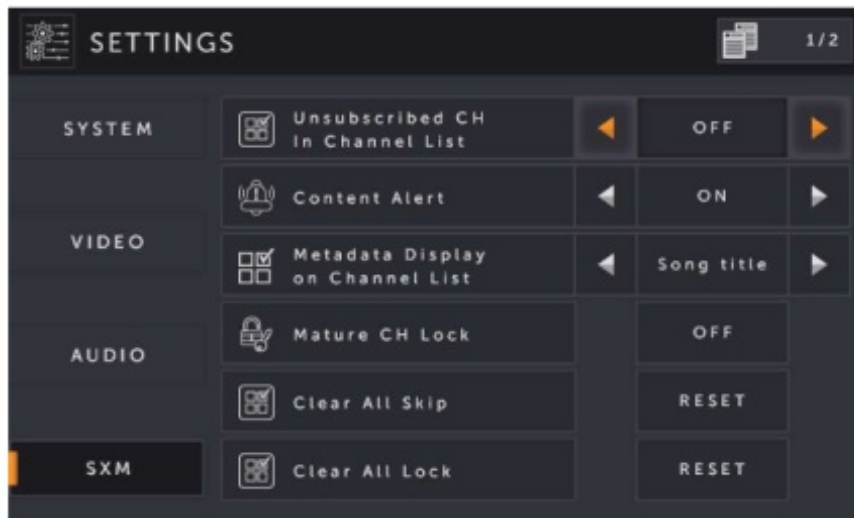 SETTINGS
1/2
SYSTEM
VIDEO
AUDIO
SXM
Unsubscribed CH
In Channel List
OFF
Content Alert
ON
Metadata Display
on Channel List
Song title
Mature CH Lock
OFF
Clear All Skip
RESET
Clear All Lock
RESET